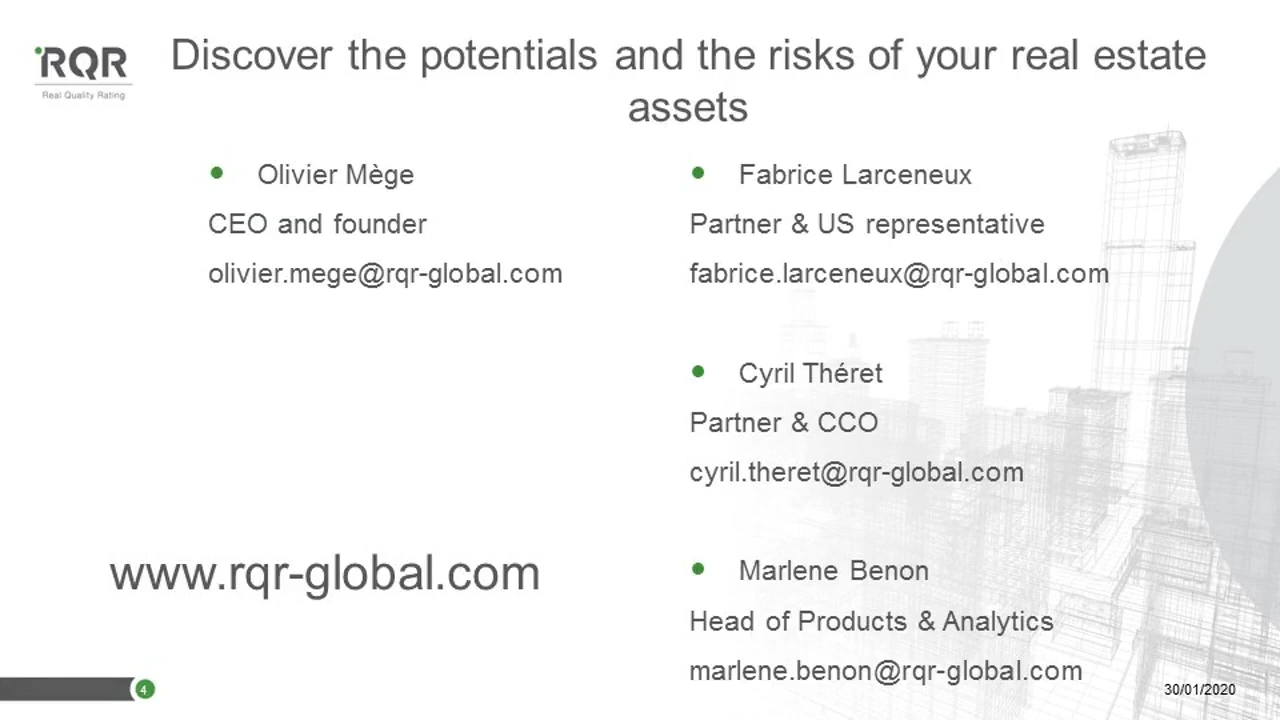 RQR
Real Quality Rating
Discover the potentials and the risks of your real estate
assets
• Olivier Mège
CEO and founder
olivier.mege@rqr-global.com
• Fabrice Larceneux
Partner & US representative
fabrice.larceneux@rqr-global.com
• Cyril Théret
Partner & CCO
cyril.theret@rqr-global.com
• Marlene Benon
Head of Products & Analytics
marlene.benon@rqr-global.com
www.rqr-global.com
4
30/01/2020